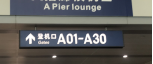 A Pier lounge
登机口 A01-A30
Gates